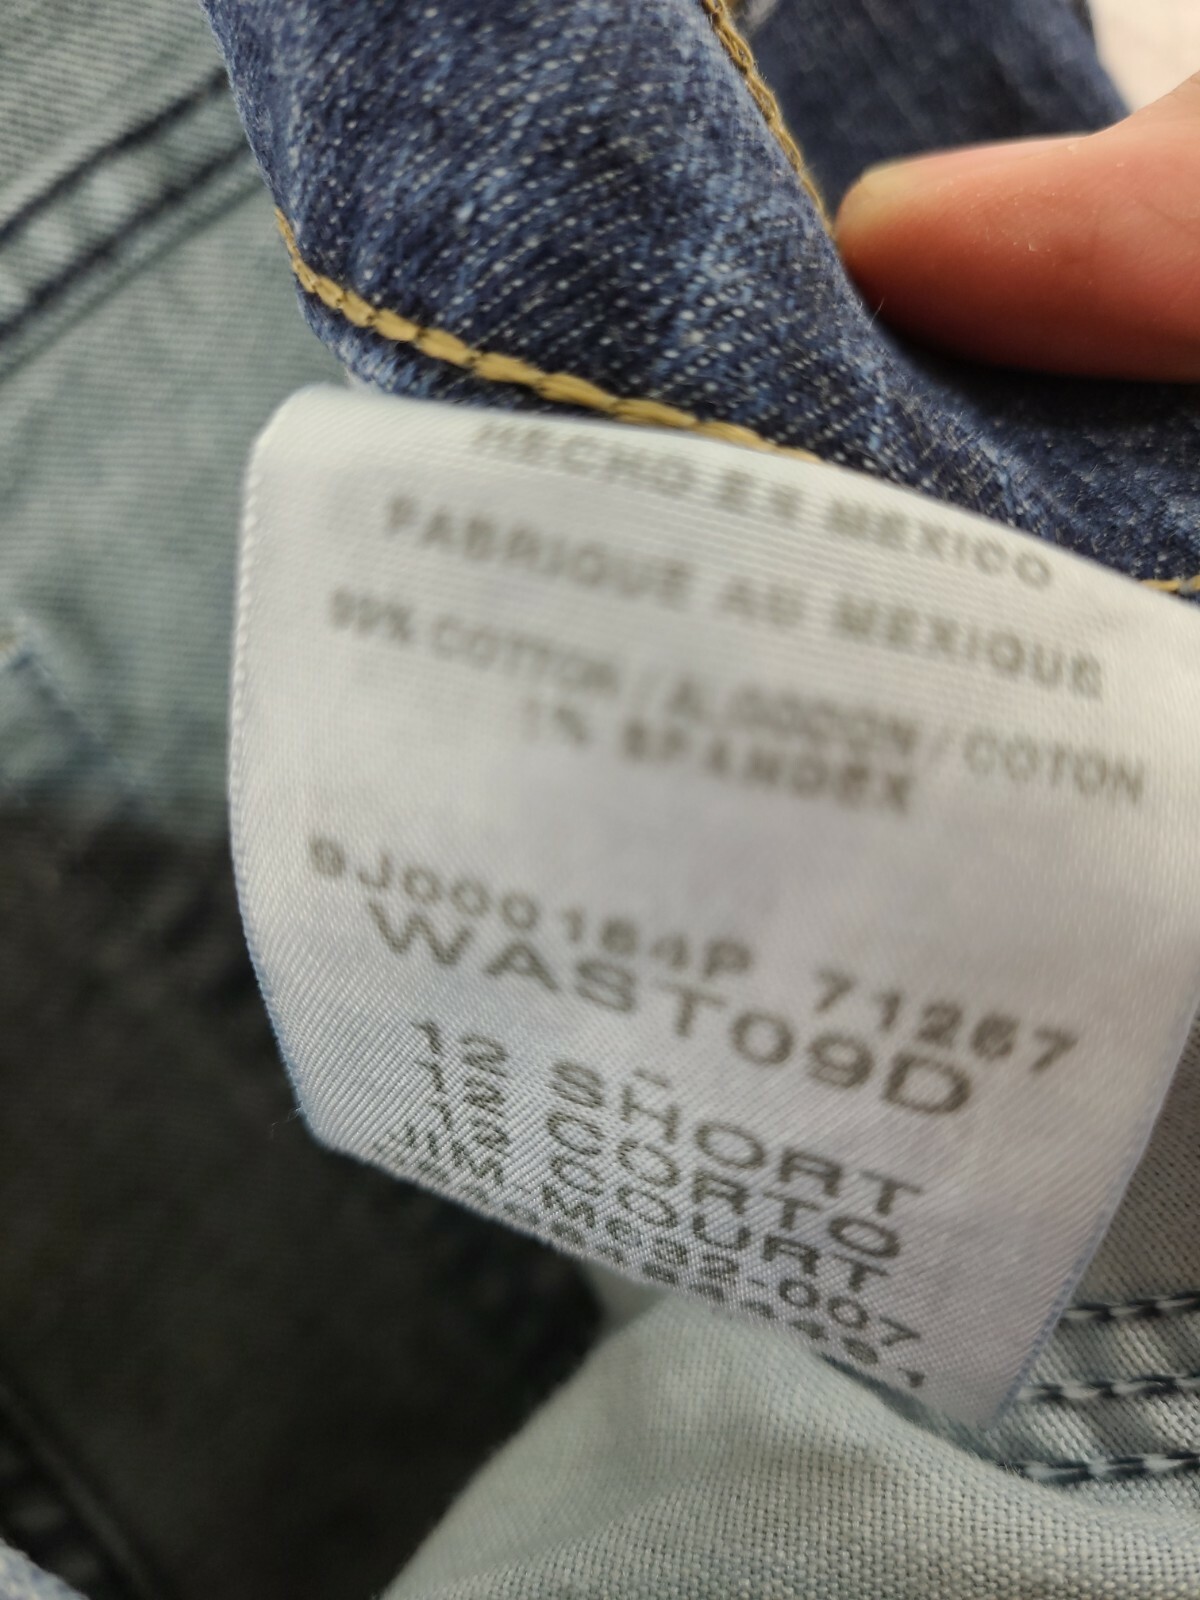 HECHO EN MEXICO
FABRIQUE AU MEXIQUE
99% COTTON / ALGODON / COTON
1% SPANDEX
71267
WAST09D
12 SHORT
12 CORTO
12 COURT